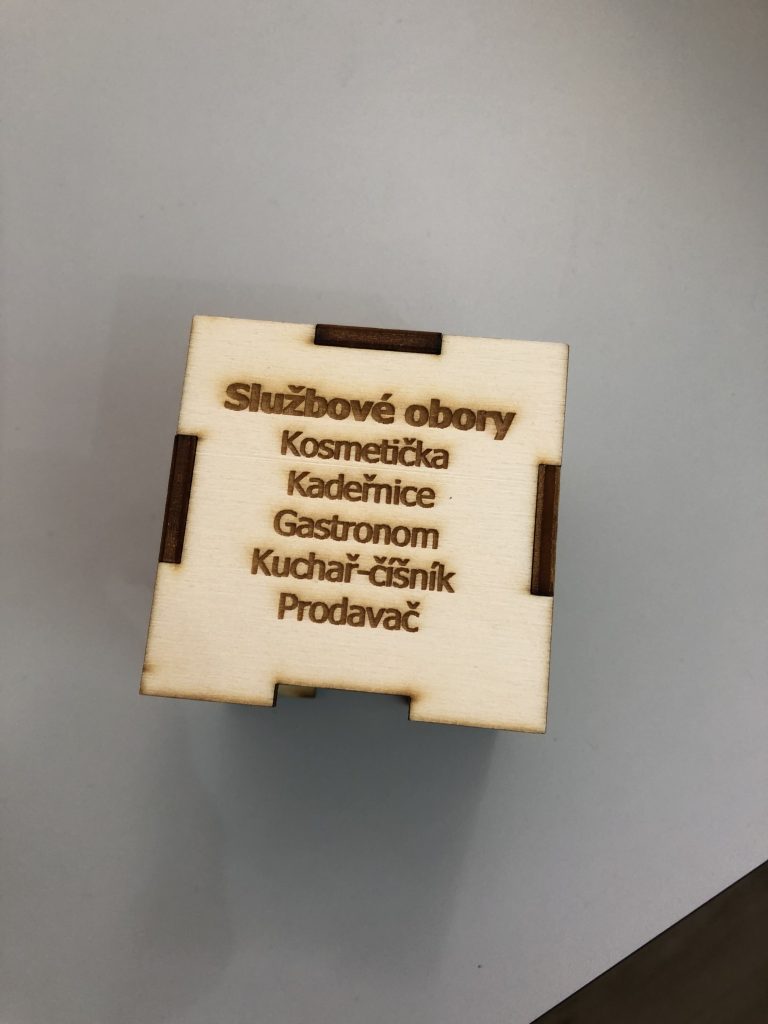 Službové obory
Kosmetička
Kadeřnice
Gastronom
Kuchař-číšník
Prodavač